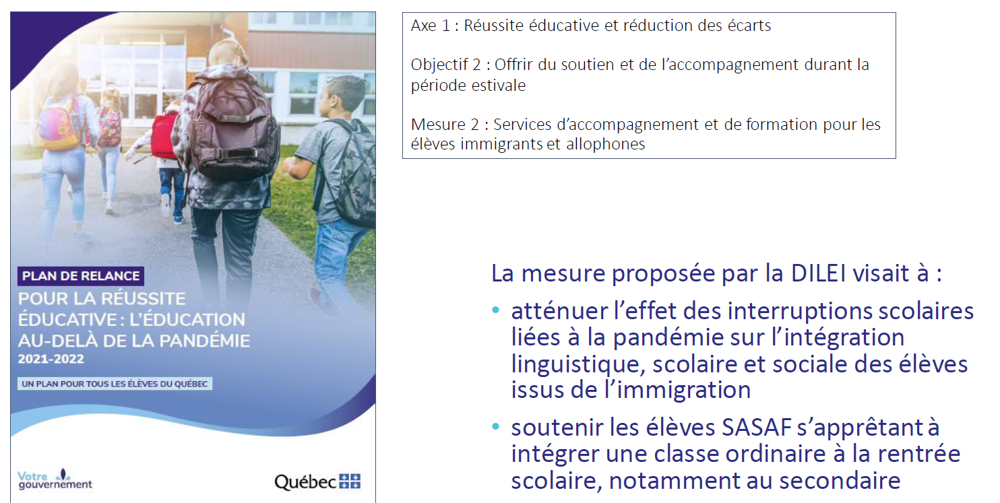 PLAN DE RELANCE
POUR LA RÉUSSITE
ÉDUCATIVE : L'ÉDUCATION
AU-DELÀ DE LA PANDÉMIE
2021-2022
UN PLAN POUR TOUS LES ÉLÈVES DU QUÉBEC
Votre
gouvernement
Québec
Axe 1 : Réussite éducative et réduction des écarts
Objectif 2 : Offrir du soutien et de l’accompagnement durant la
période estivale
Mesure 2 : Services d’accompagnement et de formation pour les
élèves immigrants et allophones
La mesure proposée par la DILEI visait à :
• atténuer l’effet des interruptions scolaires
liées à la pandémie sur l’intégration
linguistique, scolaire et sociale des élèves
issus de l’immigration
• soutenir les élèves SASAF s’apprêtant à
intégrer une classe ordinaire à la rentrée
scolaire, notamment au secondaire